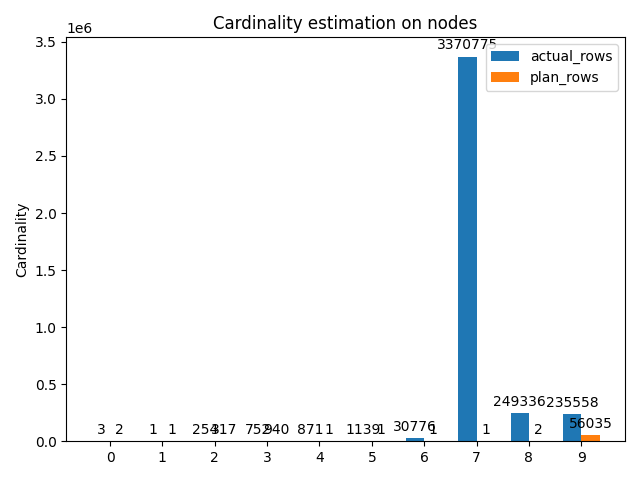 Cardinality estimation on nodes
1e6
3370775
actual_rows
plan_rows
3.5
3.0
2.5
2.0
1.5
1.0
0.5
0.0
Cardinality
3 2 1 1 254 317 752 940 871 1 1139 1 30776 1 1 249336 2 235558 56035
0 1 2 3 4 5 6 7 8 9